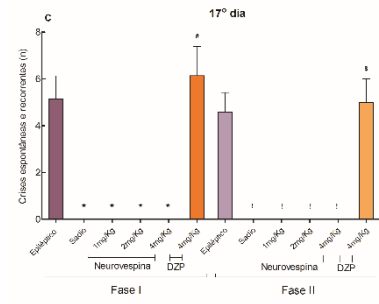 C
17º dia
Crises espontâneas e recorrentes (n)
8
6
4
2
0
* * * * #
! ! ! ! $
Epiléptico Sadio 1mg/Kg 2mg/Kg 4mg/Kg 4mg/Kg Epiléptico Sadio 1mg/Kg 2mg/Kg 4mg/Kg 4mg/Kg
Neurovespina DZP Neurovespina DZP
Fase I Fase II